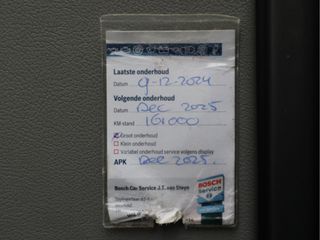 Laatste onderhoud
Datum 9-12-2024
Volgende onderhoud
Datum Dec 2025
KM stand 161000
Groot onderhoud
Klein onderhoud
Variabel onderhoud service volgens display
APK Dec 2025.
Bosch Car Service J.T. van Steyn
BOSCH
Service